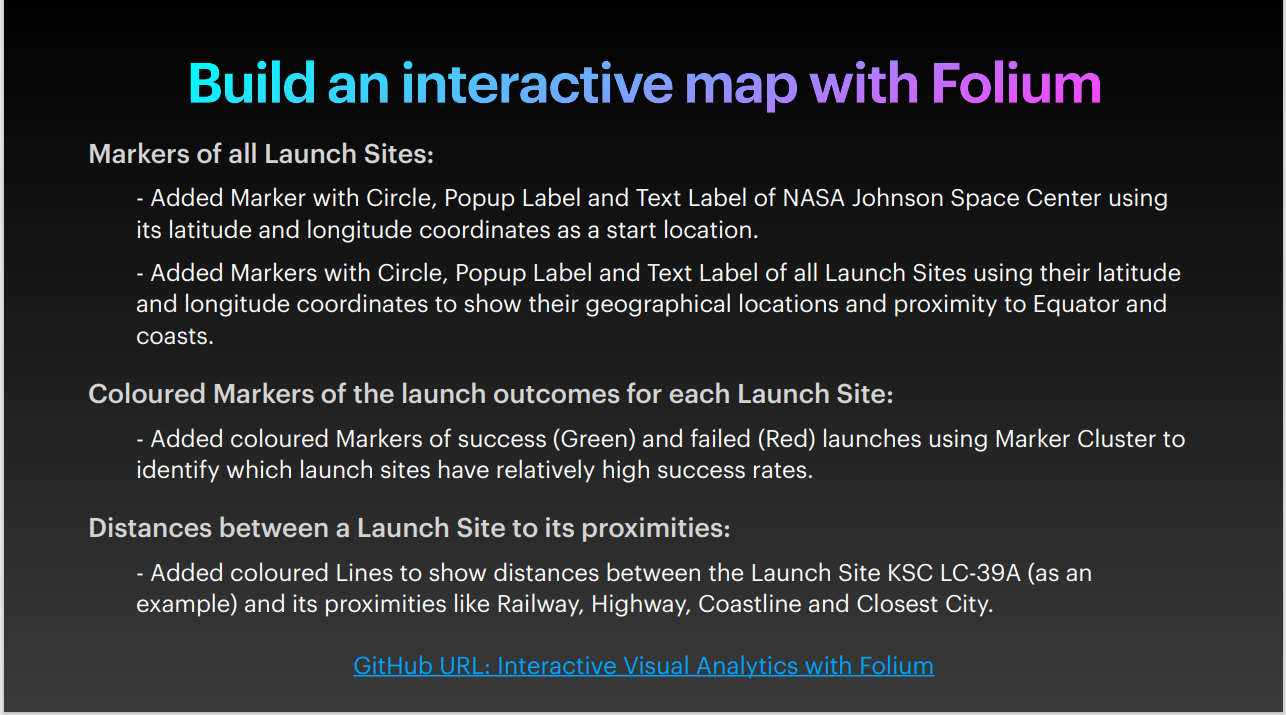 Build an interactive map with Folium
Markers of all Launch Sites:
- Added Marker with Circle, Popup Label and Text Label of NASA Johnson Space Center using
its latitude and longitude coordinates as a start location.
- Added Markers with Circle, Popup Label and Text Label of all Launch Sites using their latitude
and longitude coordinates to show their geographical locations and proximity to Equator and
coasts.
Coloured Markers of the launch outcomes for each Launch Site:
- Added coloured Markers of success (Green) and failed (Red) launches using Marker Cluster to
identify which launch sites have relatively high success rates.
Distances between a Launch Site to its proximities:
- Added coloured Lines to show distances between the Launch Site KSC LC-39A (as an
example) and its proximities like Railway, Highway, Coastline and Closest City.
GitHub URL: Interactive Visual Analytics with Folium